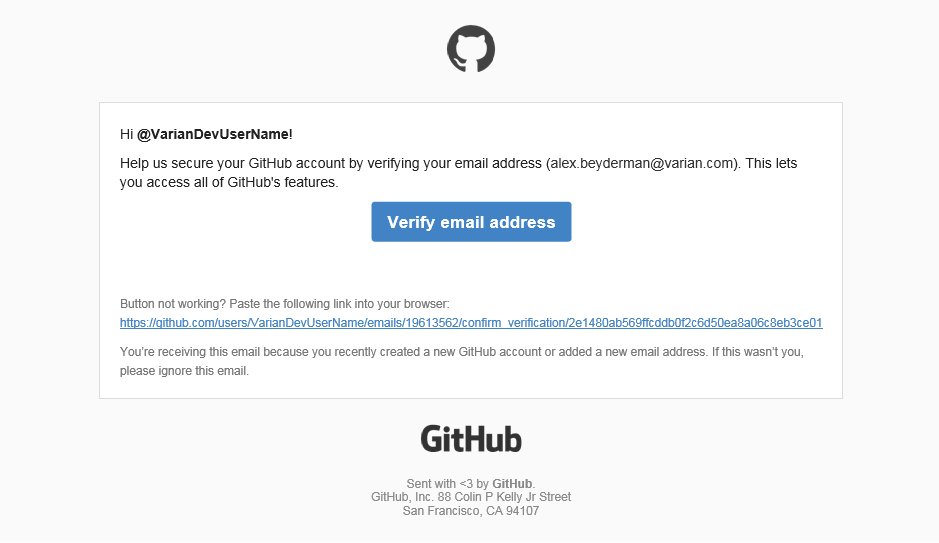 Hi @VarianDevUserName!
Help us secure your GitHub account by verifying your email address (alex.beyderman@varian.com). This lets
you access all of GitHub's features.
Verify email address
Button not working? Paste the following link into your browser:
https://github.com/users/VarianDevUserName/emails/19613562/confirm_verification/2e1480ab569ffcddb0f2c6d50ea8a06c8eb3ce01
You’re receiving this email because you recently created a new GitHub account or added a new email address. If this wasn’t you,
please ignore this email.
GitHub
Sent with <3 by GitHub.
GitHub, Inc. 88 Colin P Kelly Jr Street
San Francisco, CA 94107